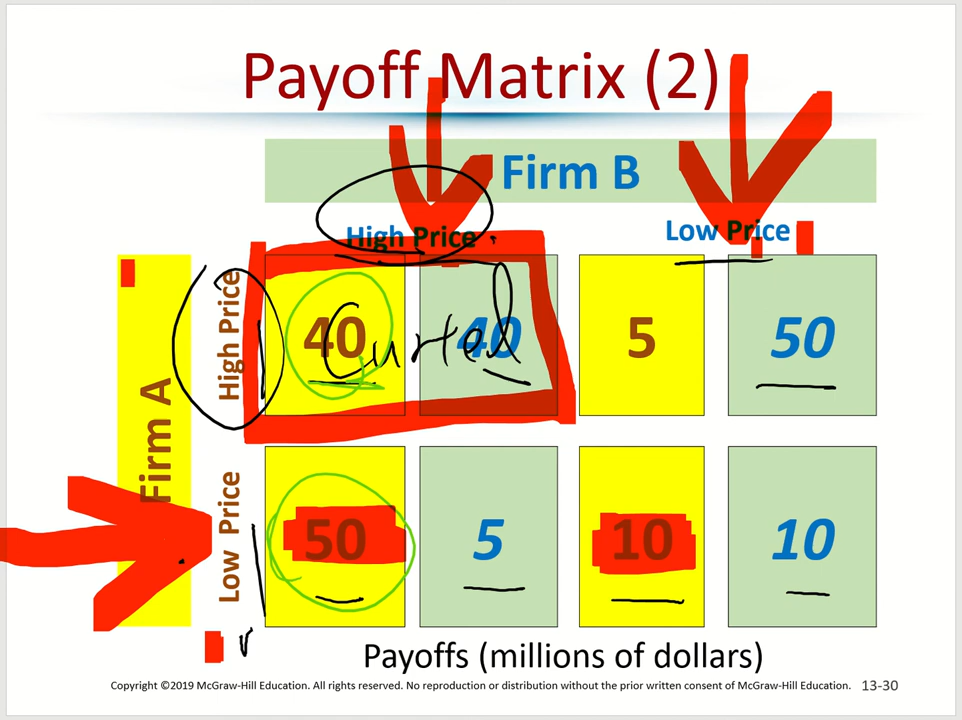 Payoff Matrix (2)
Firm B
High Price
Low Price
Firm A
High Price
40
40
5
50
Low Price
50
5
10
10
Payoffs (millions of dollars)
Copyright ©2019 McGraw-Hill Education. All rights reserved. No reproduction or distribution without the prior written consent of McGraw-Hill Education. 13-30